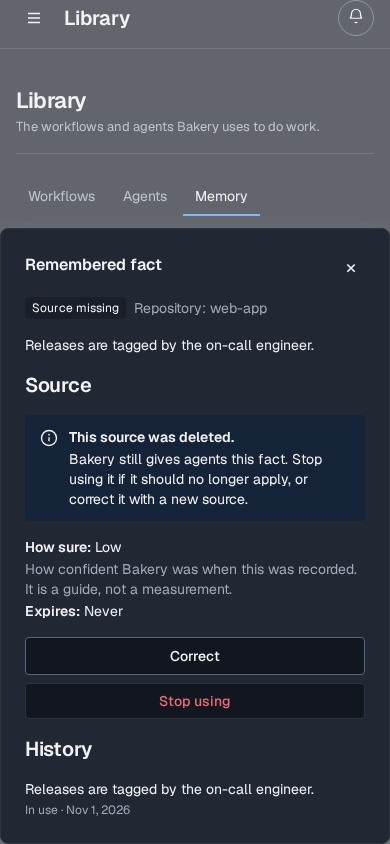 Library
Library
The workflows and agents Bakery uses to do work.
Workflows Agents Memory
Remembered fact
Source missing Repository: web-app
Releases are tagged by the on-call engineer.
Source
This source was deleted.
Bakery still gives agents this fact. Stop
using it if it should no longer apply, or
correct it with a new source.
How sure: Low
How confident Bakery was when this was recorded.
It is a guide, not a measurement.
Expires: Never
Correct
Stop using
History
Releases are tagged by the on-call engineer.
In use · Nov 1, 2026